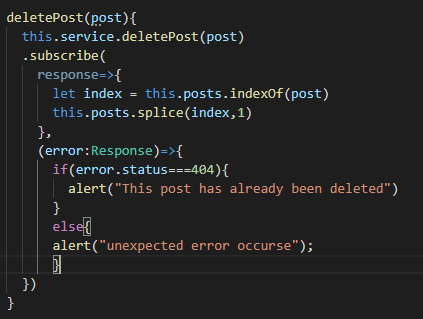 deletePost(post){
this.service.deletePost(post)
.subscribe(
response=>{
let index = this.posts.indexOf(post)
this.posts.splice(index,1)
},
(error:Response)=>{
if(error.status===404){
alert("This post has already been deleted")
}
else{
alert("unexpected error occurse");
}
})
}